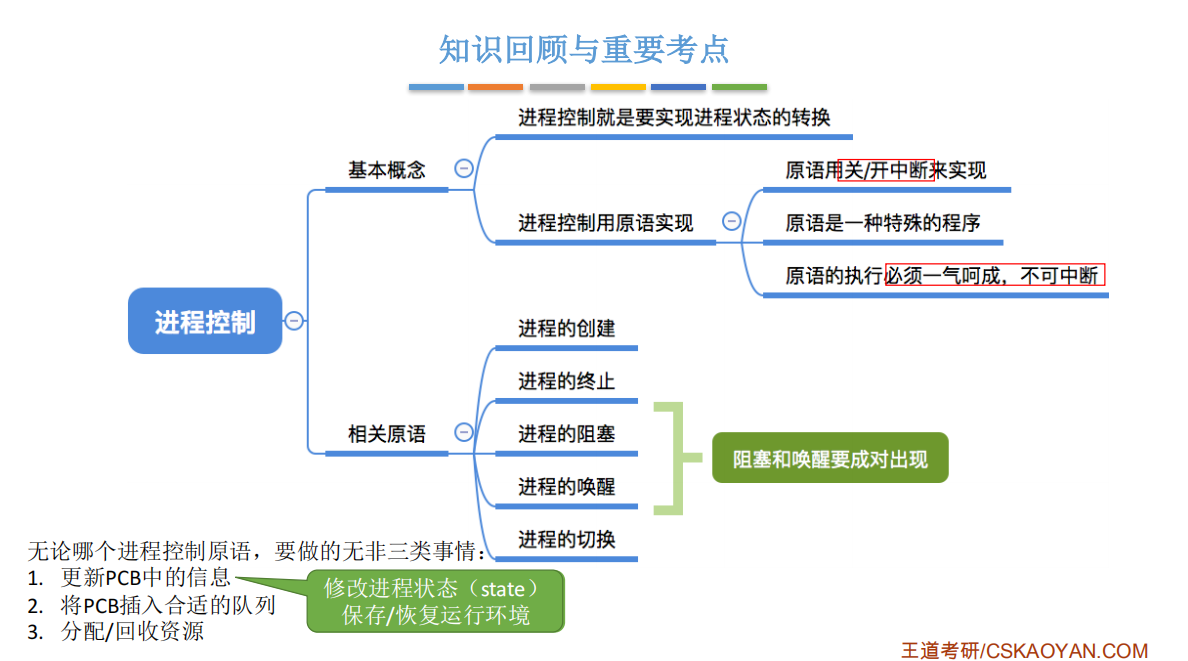 知识回顾与重要考点
进程控制就是要实现进程状态的转换
基本概念
原语用关/开中断来实现
进程控制用原语实现
原语是一种特殊的程序
原语的执行必须一气呵成，不可中断
进程控制
进程的创建
进程的终止
相关原语
进程的阻塞
阻塞和唤醒要成对出现
进程的唤醒
进程的切换
无论哪个进程控制原语，要做的无非三类事情：
1. 更新PCB中的信息
2. 将PCB插入合适的队列
3. 分配/回收资源
修改进程状态（state）
保存/恢复运行环境
王道考研/CSKAOYAN.COM